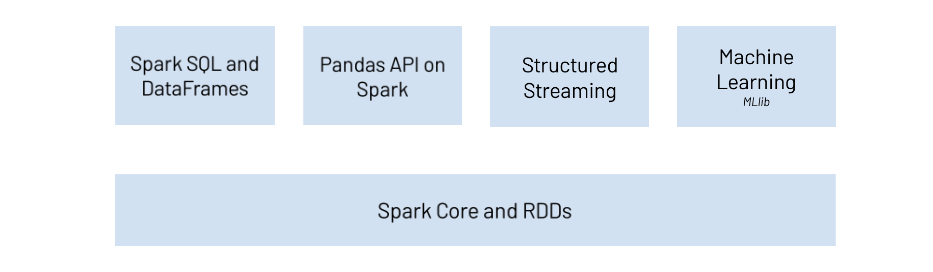 Spark SQL and
DataFrames
Pandas API on
Spark
Structured
Streaming
Machine
Learning
MLlib
Spark Core and RDDs